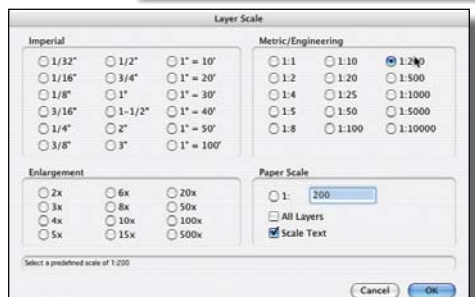 Layer Scale
Imperial
1/32" 1/2" 1" = 10'
1/16" 3/4" 1" = 20'
1/8" 1" 1" = 30'
3/16" 1-1/2" 1" = 40'
1/4" 2" 1" = 50'
3/8" 3" 1" = 100'
Metric/Engineering
1:1 1:10 1:200
1:2 1:20 1:500
1:4 1:25 1:1000
1:5 1:50 1:5000
1:8 1:100 1:10000
Enlargement
2x 6x 20x
3x 8x 50x
4x 10x 100x
5x 15x 500x
Paper Scale
1: 200
All Layers
Scale Text
Select a predefined scale of 1:200
Cancel OK